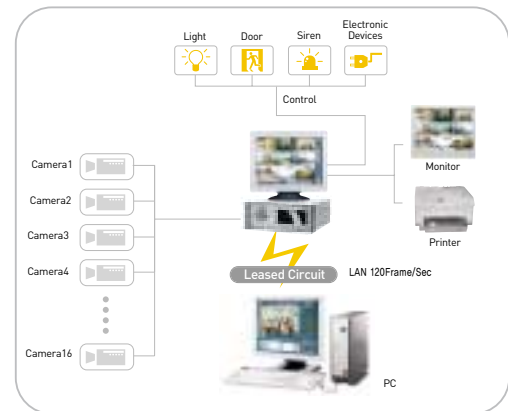 Light
Door
Siren
Electronic
Devices
Control
Camera1
Camera2
Camera3
Camera4
Camera16
Monitor
Printer
Leased Circuit
LAN 120Frame/Sec
PC